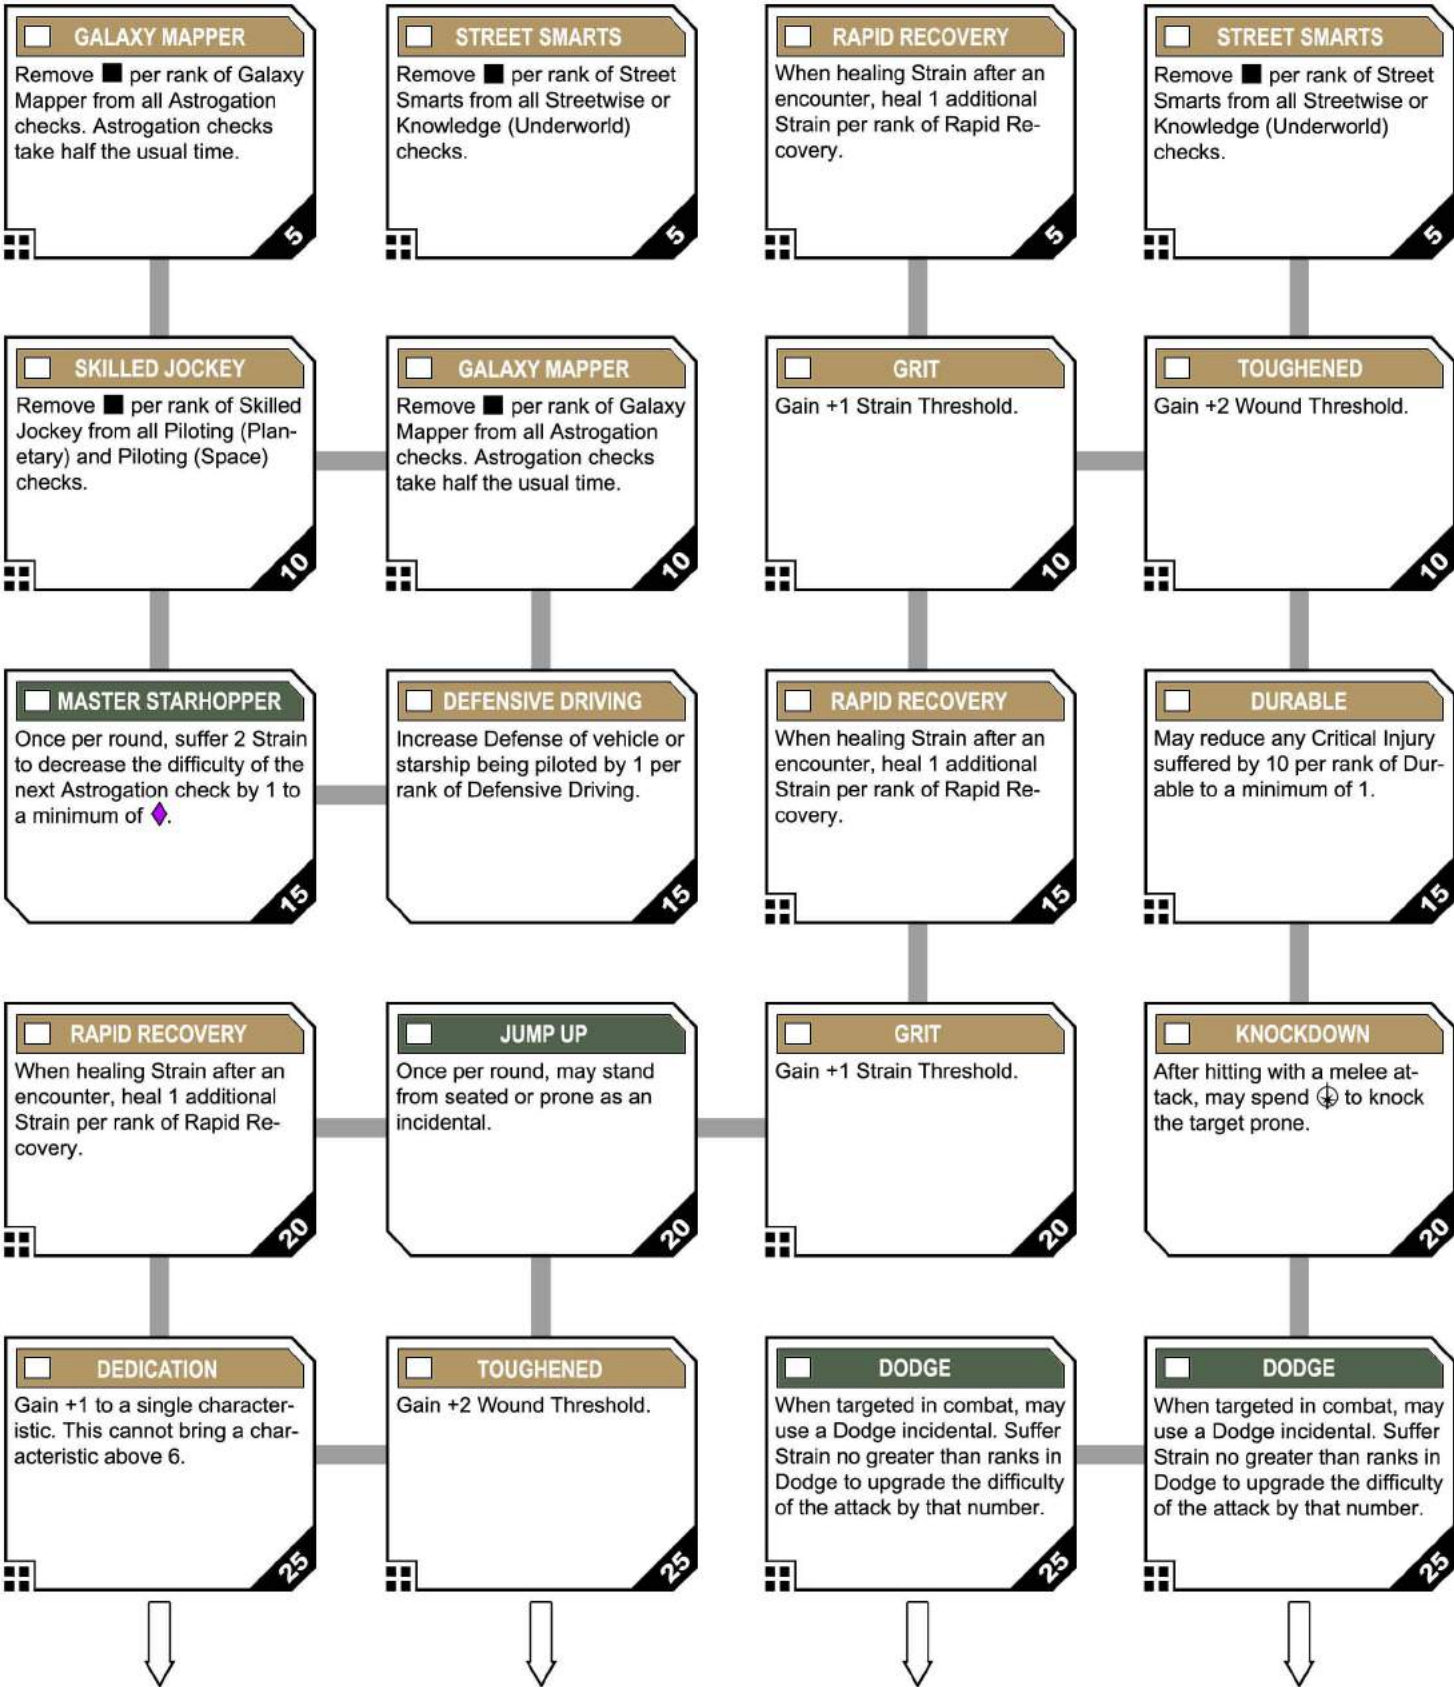 GALAXY MAPPER
Remove ■ per rank of Galaxy
Mapper from all Astrogation
checks. Astrogation checks
take half the usual time.
5
STREET SMARTS
Remove ■ per rank of Street
Smarts from all Streetwise or
Knowledge (Underworld)
checks.
5
RAPID RECOVERY
When healing Strain after an
encounter, heal 1 additional
Strain per rank of Rapid Re-
covery.
5
STREET SMARTS
Remove ■ per rank of Street
Smarts from all Streetwise or
Knowledge (Underworld)
checks.
5
SKILLED JOCKEY
Remove ■ per rank of Skilled
Jockey from all Piloting (Plan-
etary) and Piloting (Space)
checks.
10
GALAXY MAPPER
Remove ■ per rank of Galaxy
Mapper from all Astrogation
checks. Astrogation checks
take half the usual time.
10
GRIT
Gain +1 Strain Threshold.
10
TOUGHENED
Gain +2 Wound Threshold.
10
MASTER STARHOPPER
Once per round, suffer 2 Strain
to decrease the difficulty of the
next Astrogation check by 1 to
a minimum of ♦.
15
DEFENSIVE DRIVING
Increase Defense of vehicle or
starship being piloted by 1 per
rank of Defensive Driving.
15
RAPID RECOVERY
When healing Strain after an
encounter, heal 1 additional
Strain per rank of Rapid Re-
covery.
15
DURABLE
May reduce any Critical Injury
suffered by 10 per rank of Dur-
able to a minimum of 1.
15
RAPID RECOVERY
When healing Strain after an
encounter, heal 1 additional
Strain per rank of Rapid Re-
covery.
20
JUMP UP
Once per round, may stand
from seated or prone as an
incidental.
20
GRIT
Gain +1 Strain Threshold.
20
KNOCKDOWN
After hitting with a melee at-
tack, may spend to knock
the target prone.
20
DEDICATION
Gain +1 to a single character-
istic. This cannot bring a char-
acteristic above 6.
25
TOUGHENED
Gain +2 Wound Threshold.
25
DODGE
When targeted in combat, may
use a Dodge incidental. Suffer
Strain no greater than ranks in
Dodge to upgrade the difficulty
of the attack by that number.
25
DODGE
When targeted in combat, may
use a Dodge incidental. Suffer
Strain no greater than ranks in
Dodge to upgrade the difficulty
of the attack by that number.
25